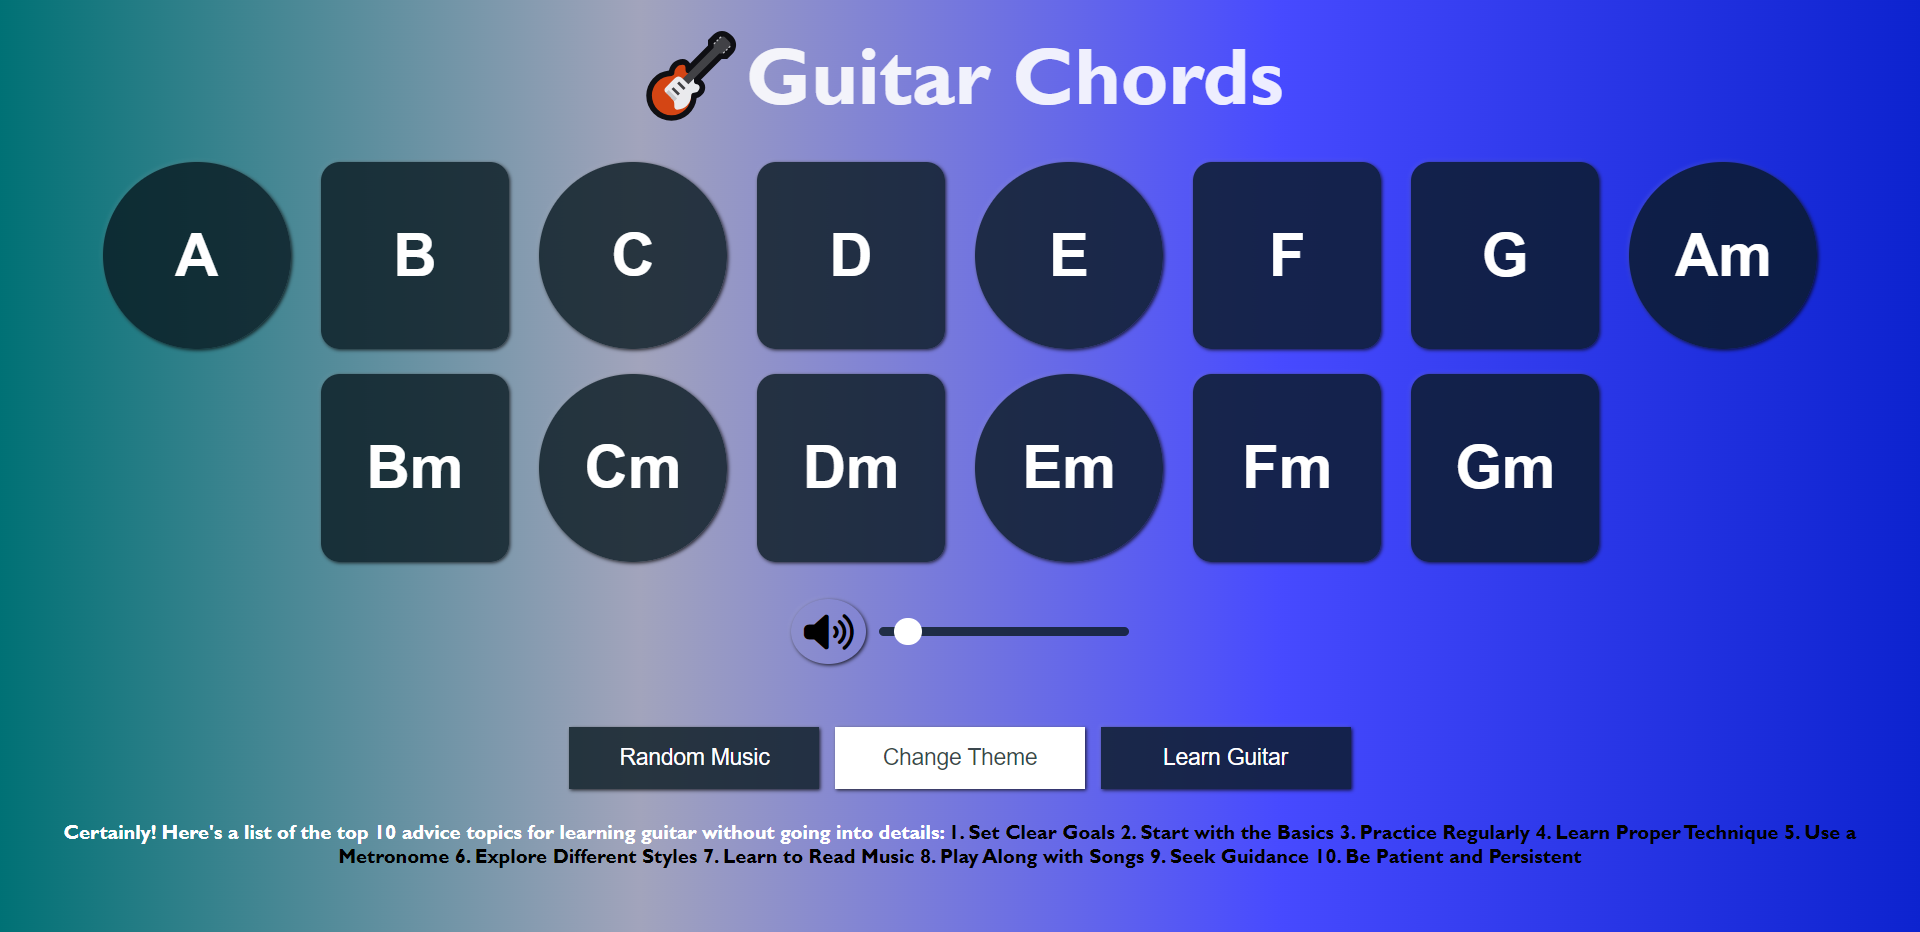 Guitar Chords
A B C D E F G Am
Bm Cm Dm Em Fm Gm
Random Music Change Theme Learn Guitar
Certainly! Here's a list of the top 10 advice topics for learning guitar without going into details: 1. Set Clear Goals 2. Start with the Basics 3. Practice Regularly 4. Learn Proper Technique 5. Use a
Metronome 6. Explore Different Styles 7. Learn to Read Music 8. Play Along with Songs 9. Seek Guidance 10. Be Patient and Persistent